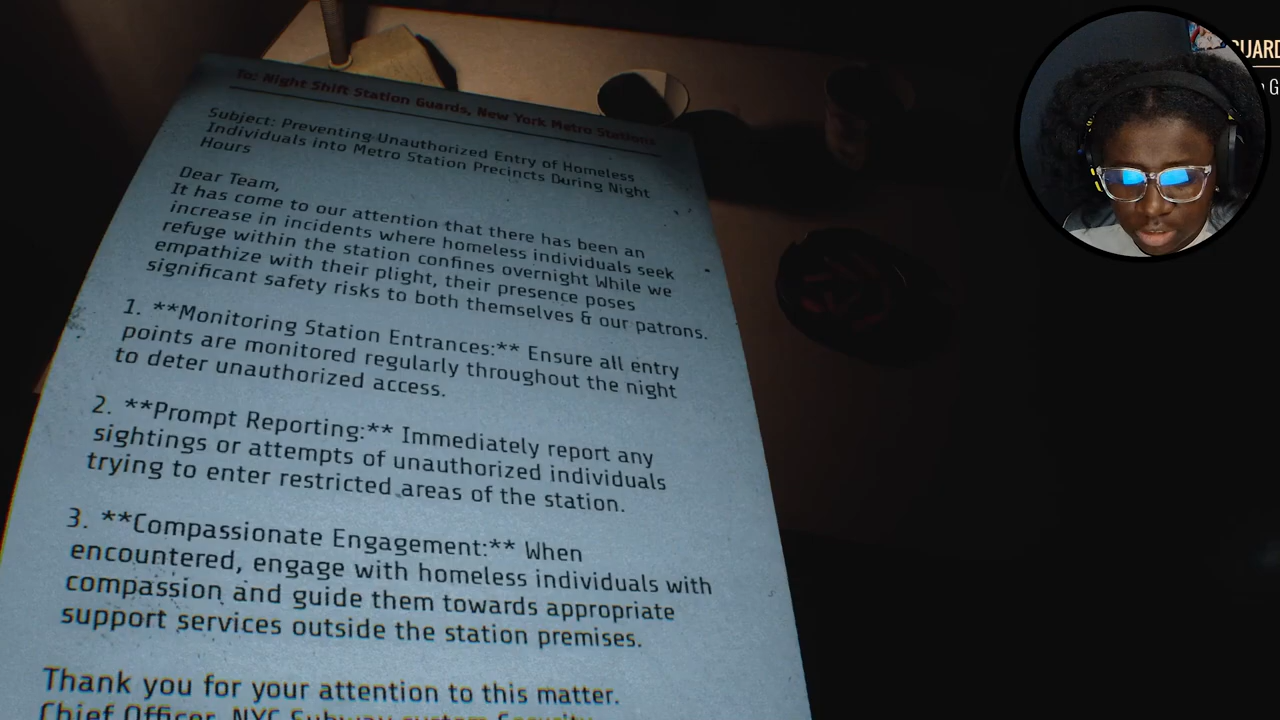 To: Night Shift Station Guards, New York Metro Stations
Subject: Preventing Unauthorized Entry of Homeless
Individuals into Metro Station Precincts During Night
Hours
Dear Team,
It has come to our attention that there has been an
increase in incidents where homeless individuals seek
refuge within the station confines overnight While we
empathize with their plight, their presence poses
significant safety risks to both themselves & our patrons.
1. **Monitoring Station Entrances:** Ensure all entry
points are monitored regularly throughout the night
to deter unauthorized access.
2. **Prompt Reporting:** Immediately report any
sightings or attempts of unauthorized individuals
trying to enter restricted areas of the station.
3. **Compassionate Engagement:** When
encountered, engage with homeless individuals with
compassion and guide them towards appropriate
support services outside the station premises.
Thank you for your attention to this matter.
Chief Officer, NYC Subway system Security